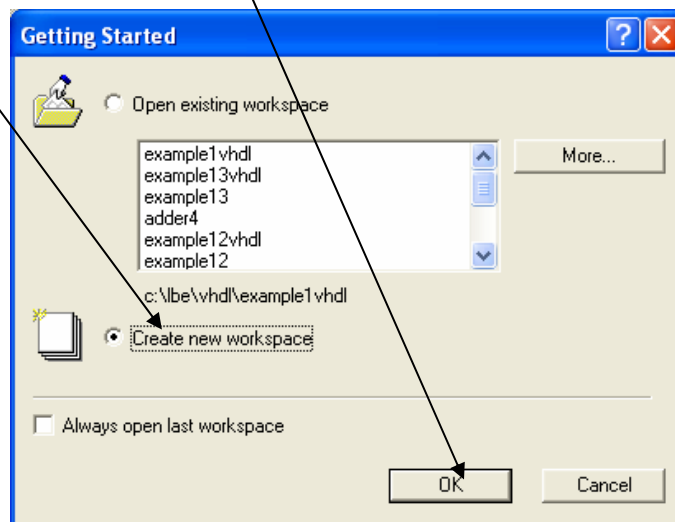 Getting Started
Open existing workspace
More...
example1vhdl
example13vhdl
example13
adder4
example12vhdl
example12
c:\lbe\vhdl\example1vhdl
Create new workspace
Always open last workspace
OK
Cancel